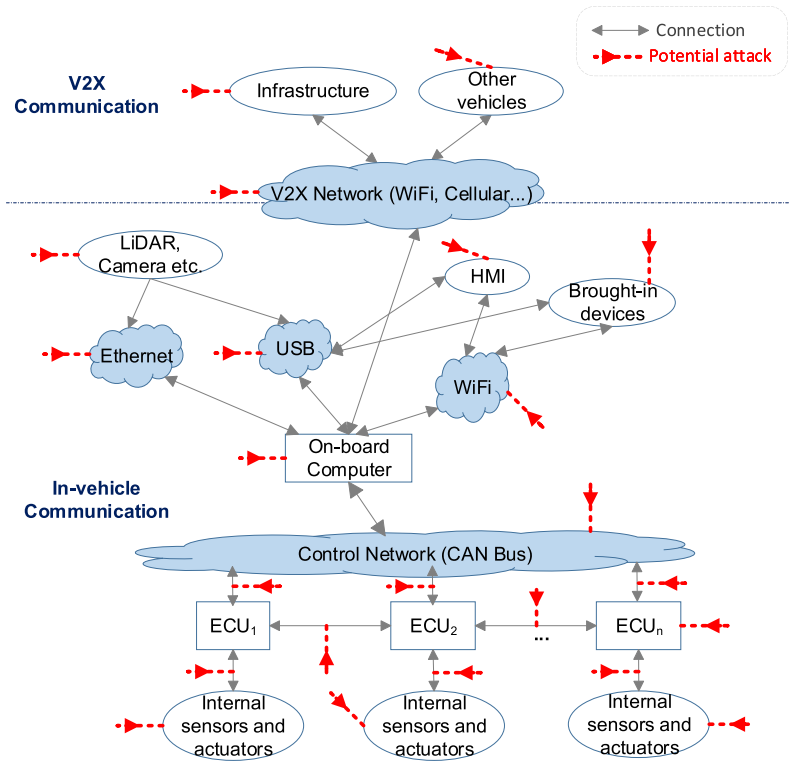 Connection
Potential attack
V2X
Communication
Infrastructure
Other
vehicles
V2X Network (WiFi, Cellular...)
LiDAR,
Camera etc.
HMI
Brought-in
devices
Ethernet
USB
WiFi
On-board
Computer
In-vehicle
Communication
Control Network (CAN Bus)
ECU1
ECU2
...
ECUn
Internal
sensors and
actuators
Internal
sensors and
actuators
Internal
sensors and
actuators